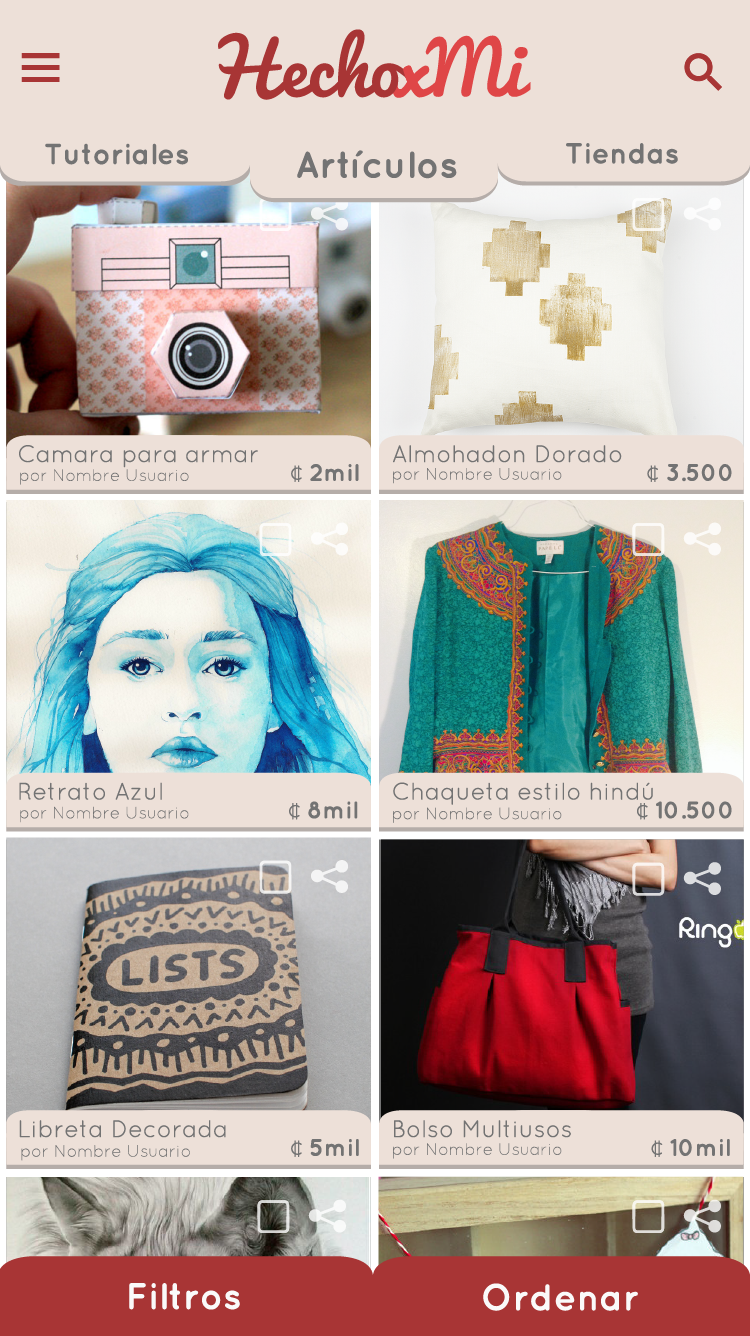 HechoxMi
Tutoriales
Artículos
Tiendas
Camara para armar
por Nombre Usuario
₡ 2mil
Almohadon Dorado
por Nombre Usuario
₡ 3.500
Retrato Azul
por Nombre Usuario
₡ 8mil
Chaqueta estilo hindú
por Nombre Usuario
₡ 10.500
LISTS
Libreta Decorada
por Nombre Usuario
₡ 5mil
Ringo
Bolso Multiusos
por Nombre Usuario
₡ 10mil
Filtros
Ordenar